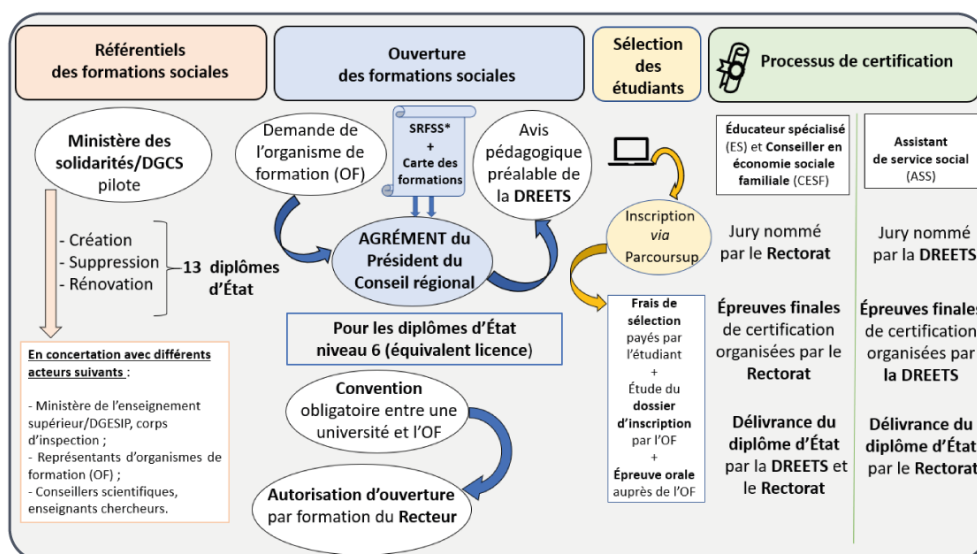 Référentiels
des formations sociales
Ministère des
solidarités/DGCS
pilote
- Création
- Suppression
- Rénovation
13 diplômes
d'État
En concertation avec différents
acteurs suivants :
- Ministère de l'enseignement
supérieur/DGESIP, corps
d'inspection ;
- Représentants d'organismes de
formation (OF) ;
- Conseillers scientifiques,
enseignants chercheurs.
Ouverture
des formations sociales
Demande de
l'organisme de
formation (OF)
SRFSS*
+
Carte des
formations
Avis
pédagogique
préalable de
la DREETS
AGRÉMENT du
Président du
Conseil régional
Pour les diplômes d'État
niveau 6 (équivalent licence)
Convention
obligatoire entre une
université et l'OF
Autorisation d'ouverture
par formation du Recteur
Sélection
des
étudiants
Inscription
via
Parcoursup
Frais de
sélection
payés par
l'étudiant
+
Étude du
dossier
d'inscription
par l'OF
+
Épreuve orale
auprès de l'OF
Processus de certification
Éducateur spécialisé
(ES) et Conseiller en
économie sociale
familiale (CESF)
Jury nommé
par le Rectorat
Épreuves finales
de certification
organisées par le
Rectorat
Délivrance du
diplôme d'État
par la DREETS et
le Rectorat
Assistant
de service social
(ASS)
Jury nommé
par la DREETS
Épreuves finales
de certification
organisées par
la DREETS
Délivrance du
diplôme d'État
par le Rectorat